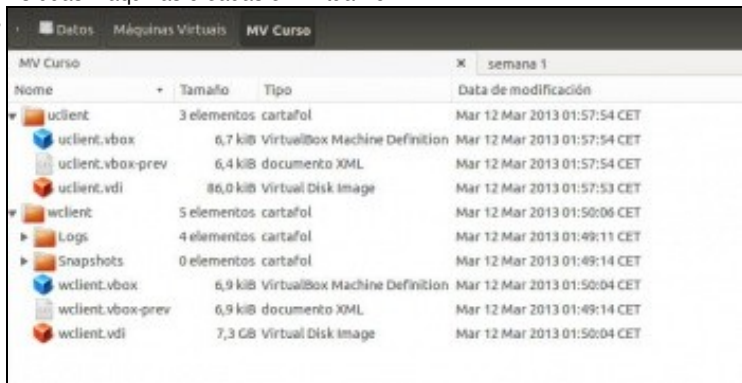 Datos Máquinas Virtuais MV Curso
MV Curso × semana 1
Nome Tamaño Tipo Data de modificación
uclient 3 elementos cartafol Mar 12 Mar 2013 01:57:54 CET
uclient.vbox 6,7 kiB VirtualBox Machine Definition Mar 12 Mar 2013 01:57:54 CET
uclient.vbox-prev 6,4 kiB documento XML Mar 12 Mar 2013 01:57:54 CET
uclient.vdi 86,0 kiB Virtual Disk Image Mar 12 Mar 2013 01:57:53 CET
wclient 5 elementos cartafol Mar 12 Mar 2013 01:50:06 CET
Logs 4 elementos cartafol Mar 12 Mar 2013 01:49:11 CET
Snapshots 0 elementos cartafol Mar 12 Mar 2013 01:49:14 CET
wclient.vbox 6,9 kiB VirtualBox Machine Definition Mar 12 Mar 2013 01:50:04 CET
wclient.vbox-prev 6,9 kiB documento XML Mar 12 Mar 2013 01:49:14 CET
wclient.vdi 7,3 GB Virtual Disk Image Mar 12 Mar 2013 01:50:04 CET